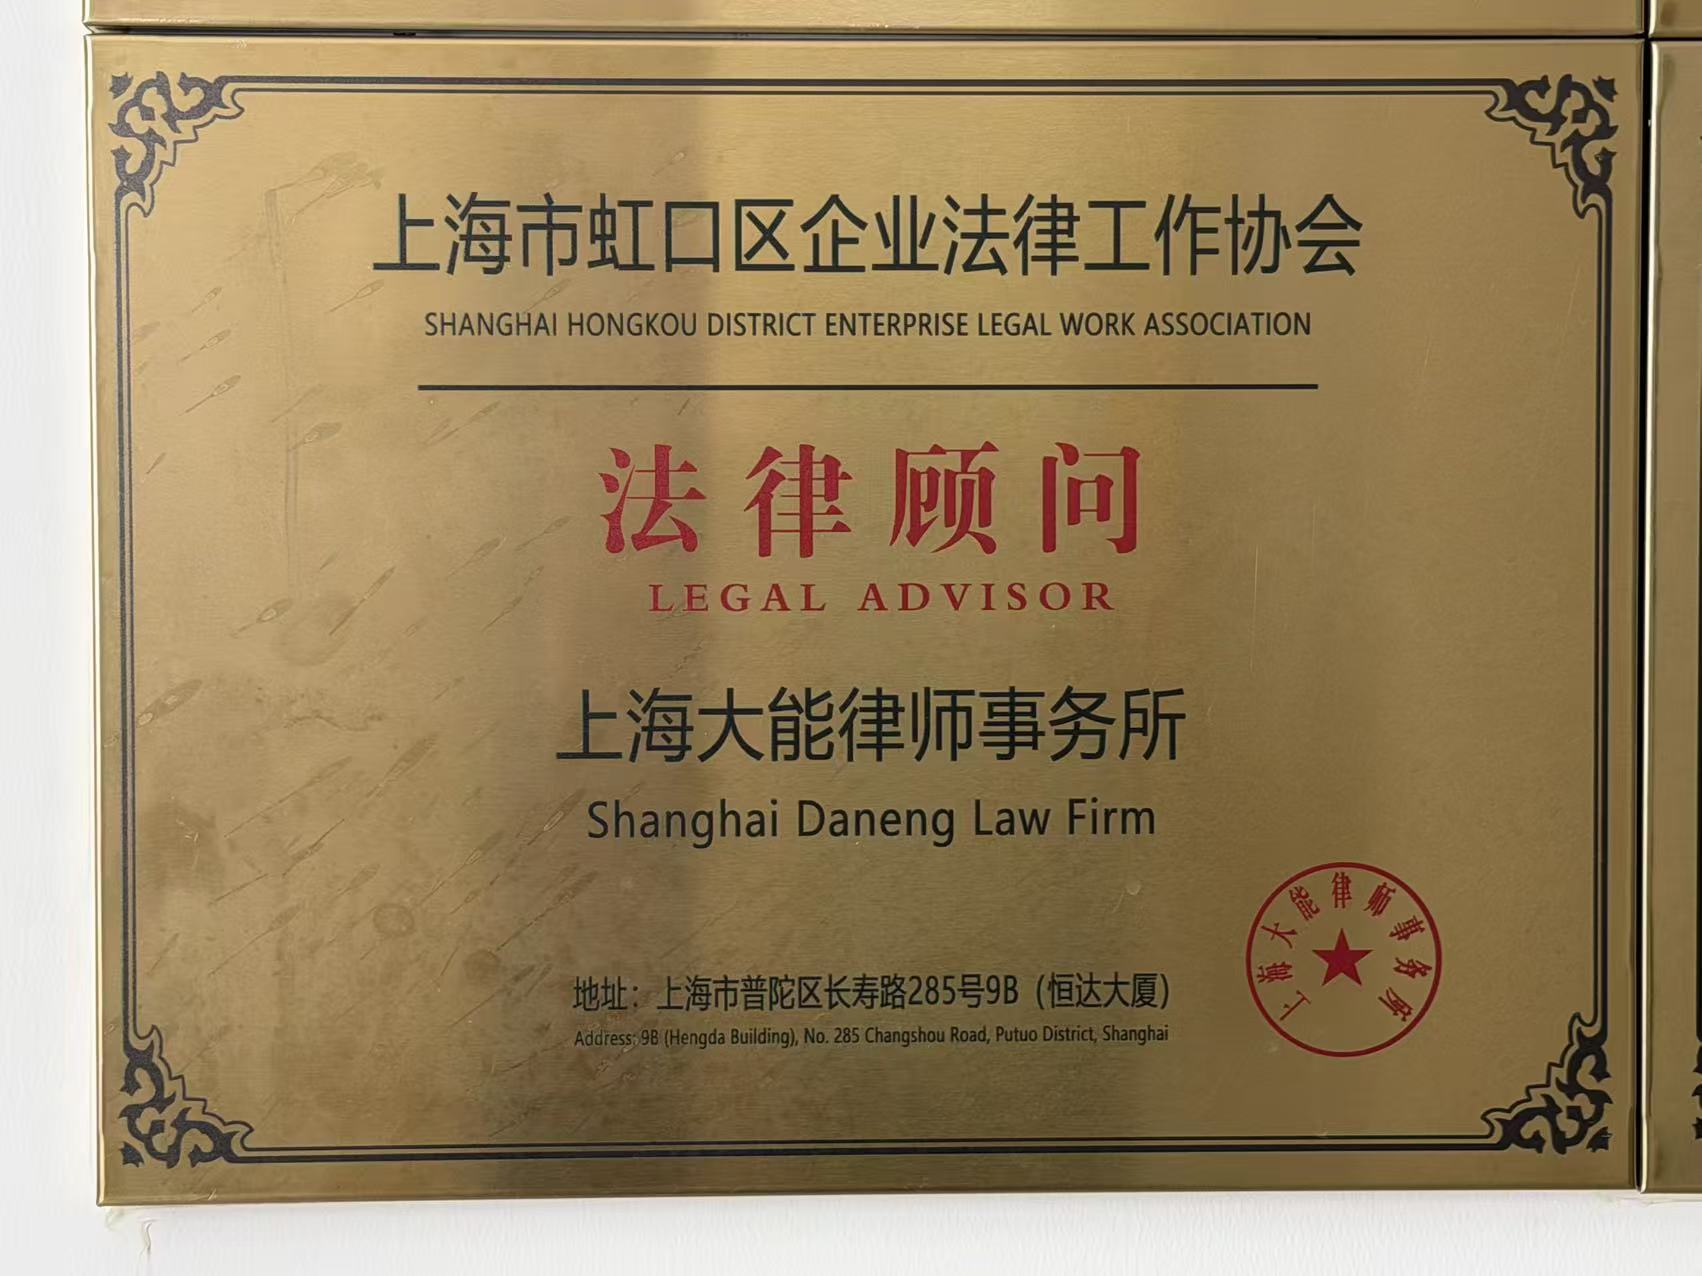 上海市虹口区企业法律工作协会
SHANGHAI HONGKOU DISTRICT ENTERPRISE LEGAL WORK ASSOCIATION
法律顾问
LEGAL ADVISOR
上海大能律师事务所
Shanghai Daneng Law Firm
上海大能律师事务所
地址：上海市普陀区长寿路285号9B（恒达大厦）
Address: 9B (Hengda Building), No. 285 Changshou Road, Putuo District, Shanghai